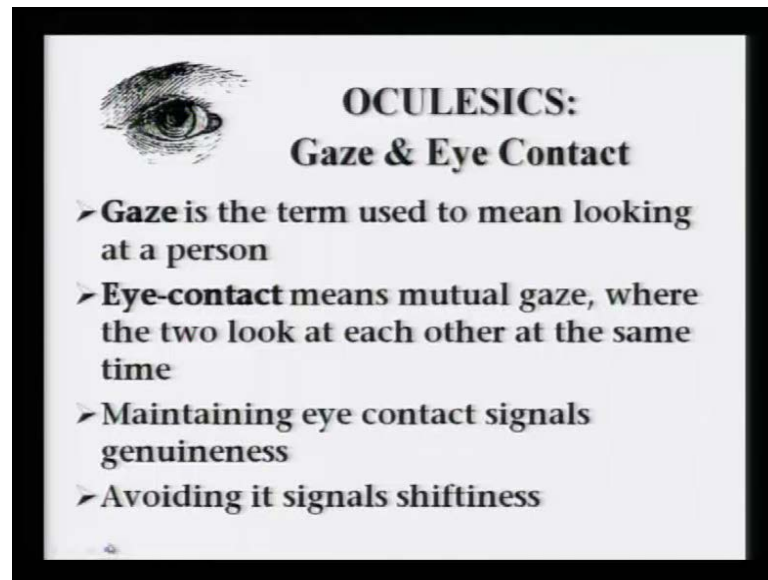 OCULESICS:
Gaze & Eye Contact
➢Gaze is the term used to mean looking
at a person
➢Eye-contact means mutual gaze, where
the two look at each other at the same
time
➢Maintaining eye contact signals
genuineness
➢Avoiding it signals shiftiness